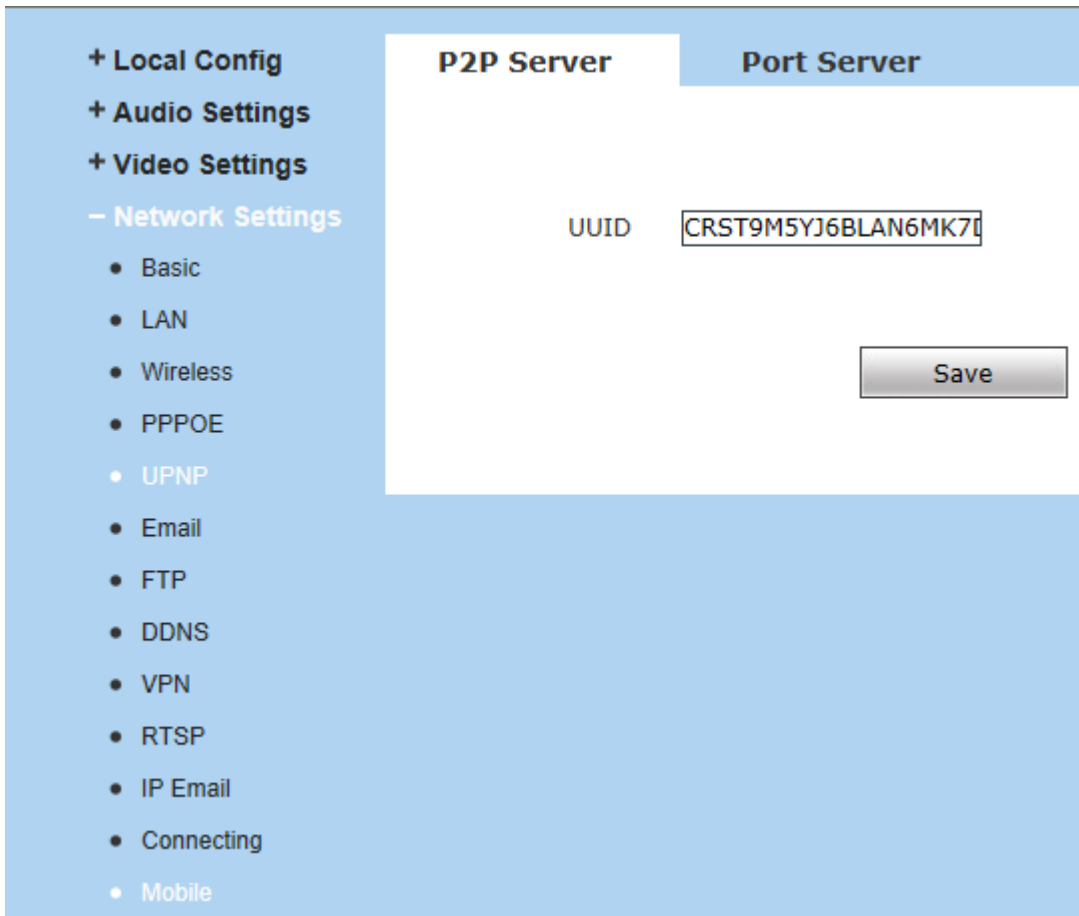 + Local Config
+ Audio Settings
+ Video Settings
– Network Settings
● Basic
● LAN
● Wireless
● PPPOE
● UPNP
● Email
● FTP
● DDNS
● VPN
● RTSP
● IP Email
● Connecting
● Mobile
P2P Server
Port Server
UUID CRST9M5YJ6BLAN6MK7D
Save